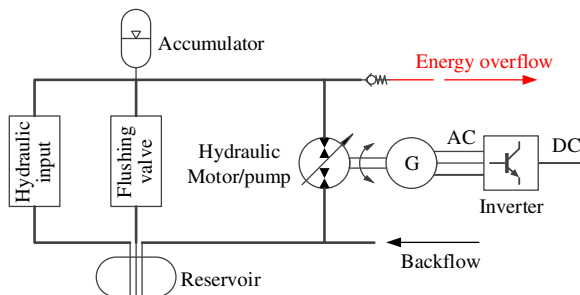 Accumulator
Energy overflow
Hydraulic
input
Flushing
valve
Hydraulic
Motor/pump
G
AC
DC
Inverter
Backflow
Reservoir